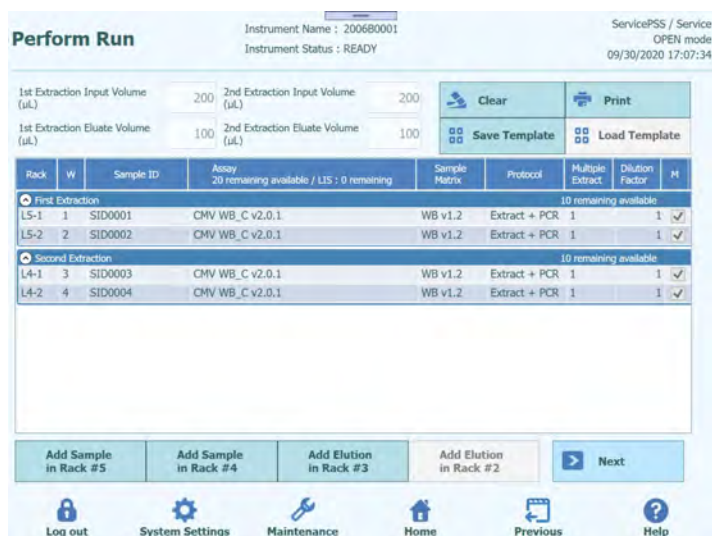 Perform Run
Instrument Name : 2006B0001
Instrument Status : READY
ServicePSS / Service
OPEN mode
09/30/2020 17:07:34
1st Extraction Input Volume (µL) 200 2nd Extraction Input Volume (µL) 200
1st Extraction Eluate Volume (µL) 100 2nd Extraction Eluate Volume (µL) 100
Clear Print
Save Template Load Template
Rack W Sample ID Assay 20 remaining available / LIS : 0 remaining Sample Matrix Protocol Multiple Extract Dilution Factor M
First Extraction 10 remaining available
L5-1 1 SID0001 CMV WB_C v2.0.1 WB v1.2 Extract + PCR 1 1
L5-2 2 SID0002 CMV WB_C v2.0.1 WB v1.2 Extract + PCR 1 1
Second Extraction 10 remaining available
L4-1 3 SID0003 CMV WB_C v2.0.1 WB v1.2 Extract + PCR 1 1
L4-2 4 SID0004 CMV WB_C v2.0.1 WB v1.2 Extract + PCR 1 1
Add Sample in Rack #5 Add Sample in Rack #4 Add Elution in Rack #3 Add Elution in Rack #2 Next
Log out System Settings Maintenance Home Previous Help